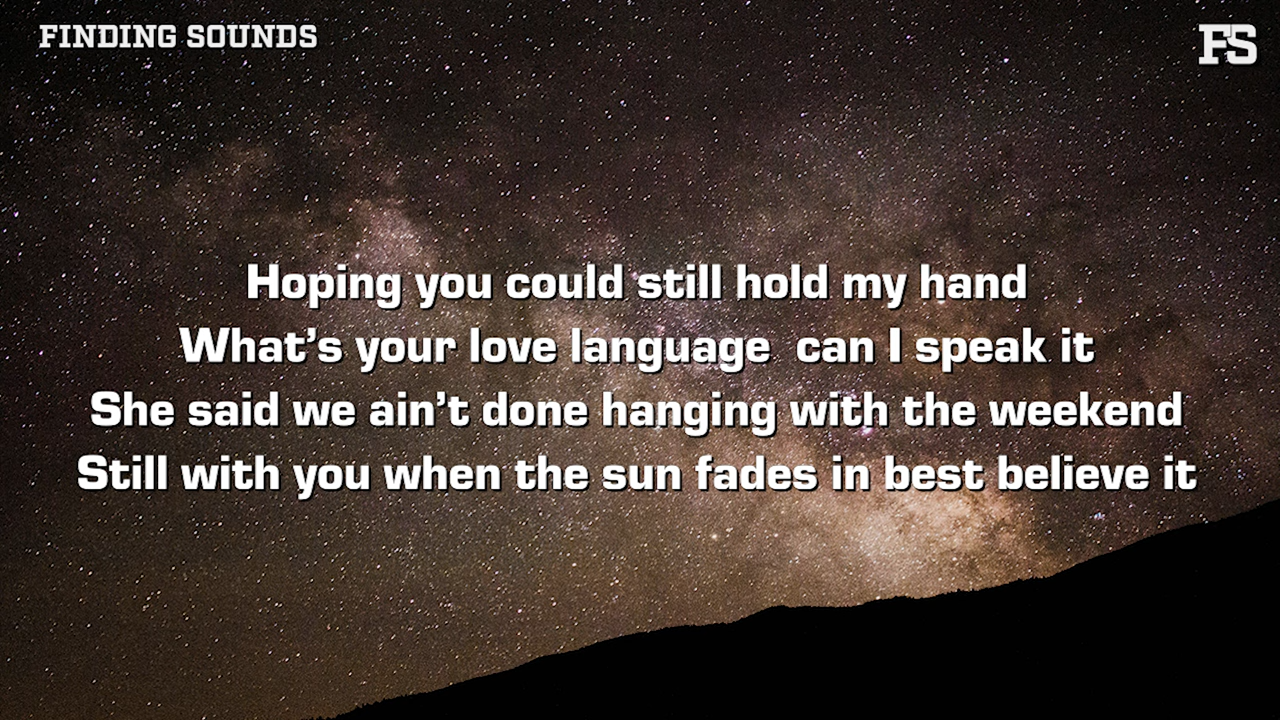 FINDING SOUNDS
FS
Hoping you could still hold my hand
What's your love language  can I speak it
She said we ain't done hanging with the weekend
Still with you when the sun fades in best believe it